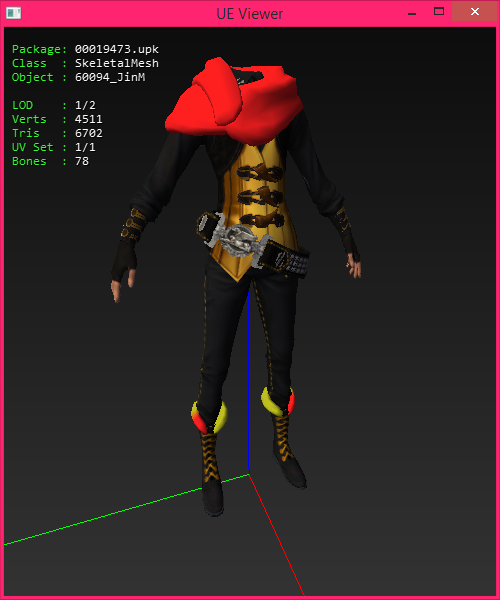 UE Viewer
Package: 00019473.upk
Class : SkeletalMesh
Object : 60094_JinM
LOD : 1/2
Verts : 4511
Tris : 6702
UV Set : 1/1
Bones : 78